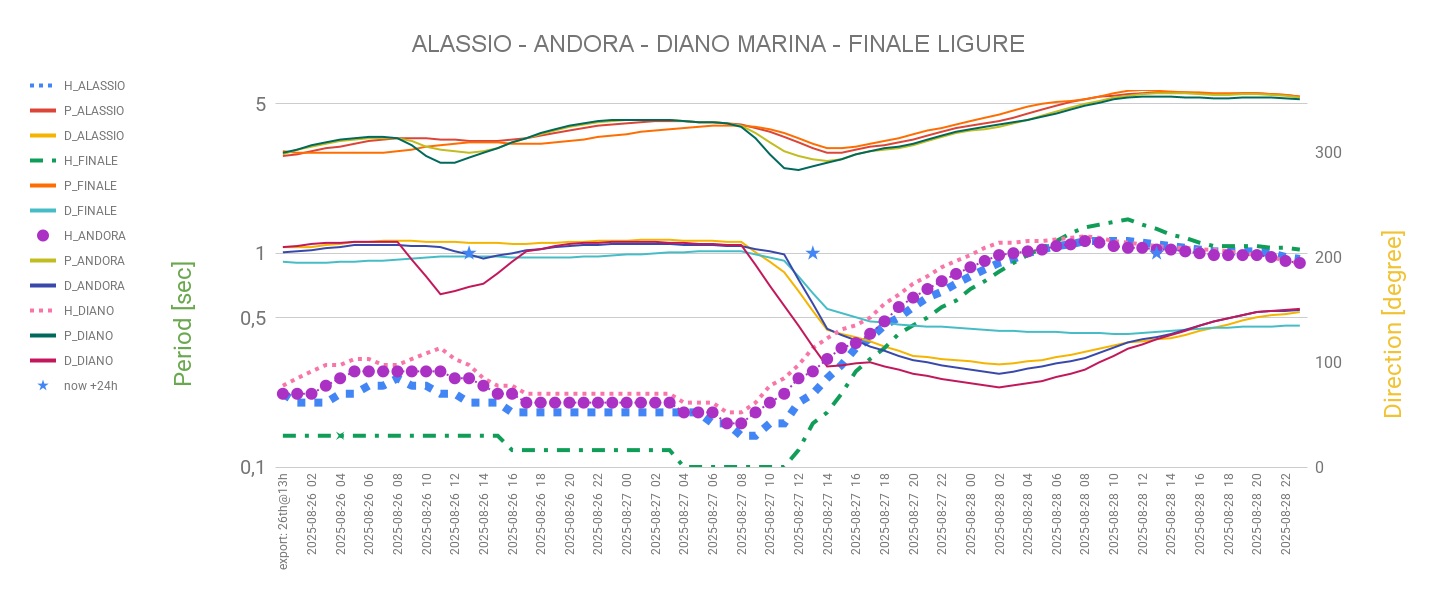 ALASSIO - ANDORA - DIANO MARINA - FINALE LIGURE
H_ALASSIO
P_ALASSIO
D_ALASSIO
H_FINALE
P_FINALE
D_FINALE
H_ANDORA
P_ANDORA
D_ANDORA
H_DIANO
P_DIANO
D_DIANO
now +24h
Period [sec]
5
1
0,5
0,1
300
200
100
0
Direction [degree]
export: 26th@13h
2025-08-26 02
2025-08-26 04
2025-08-26 06
2025-08-26 08
2025-08-26 10
2025-08-26 12
2025-08-26 14
2025-08-26 16
2025-08-26 18
2025-08-26 20
2025-08-26 22
2025-08-27 00
2025-08-27 02
2025-08-27 04
2025-08-27 06
2025-08-27 08
2025-08-27 10
2025-08-27 12
2025-08-27 14
2025-08-27 16
2025-08-27 18
2025-08-27 20
2025-08-27 22
2025-08-28 00
2025-08-28 02
2025-08-28 04
2025-08-28 06
2025-08-28 08
2025-08-28 10
2025-08-28 12
2025-08-28 14
2025-08-28 16
2025-08-28 18
2025-08-28 20
2025-08-28 22